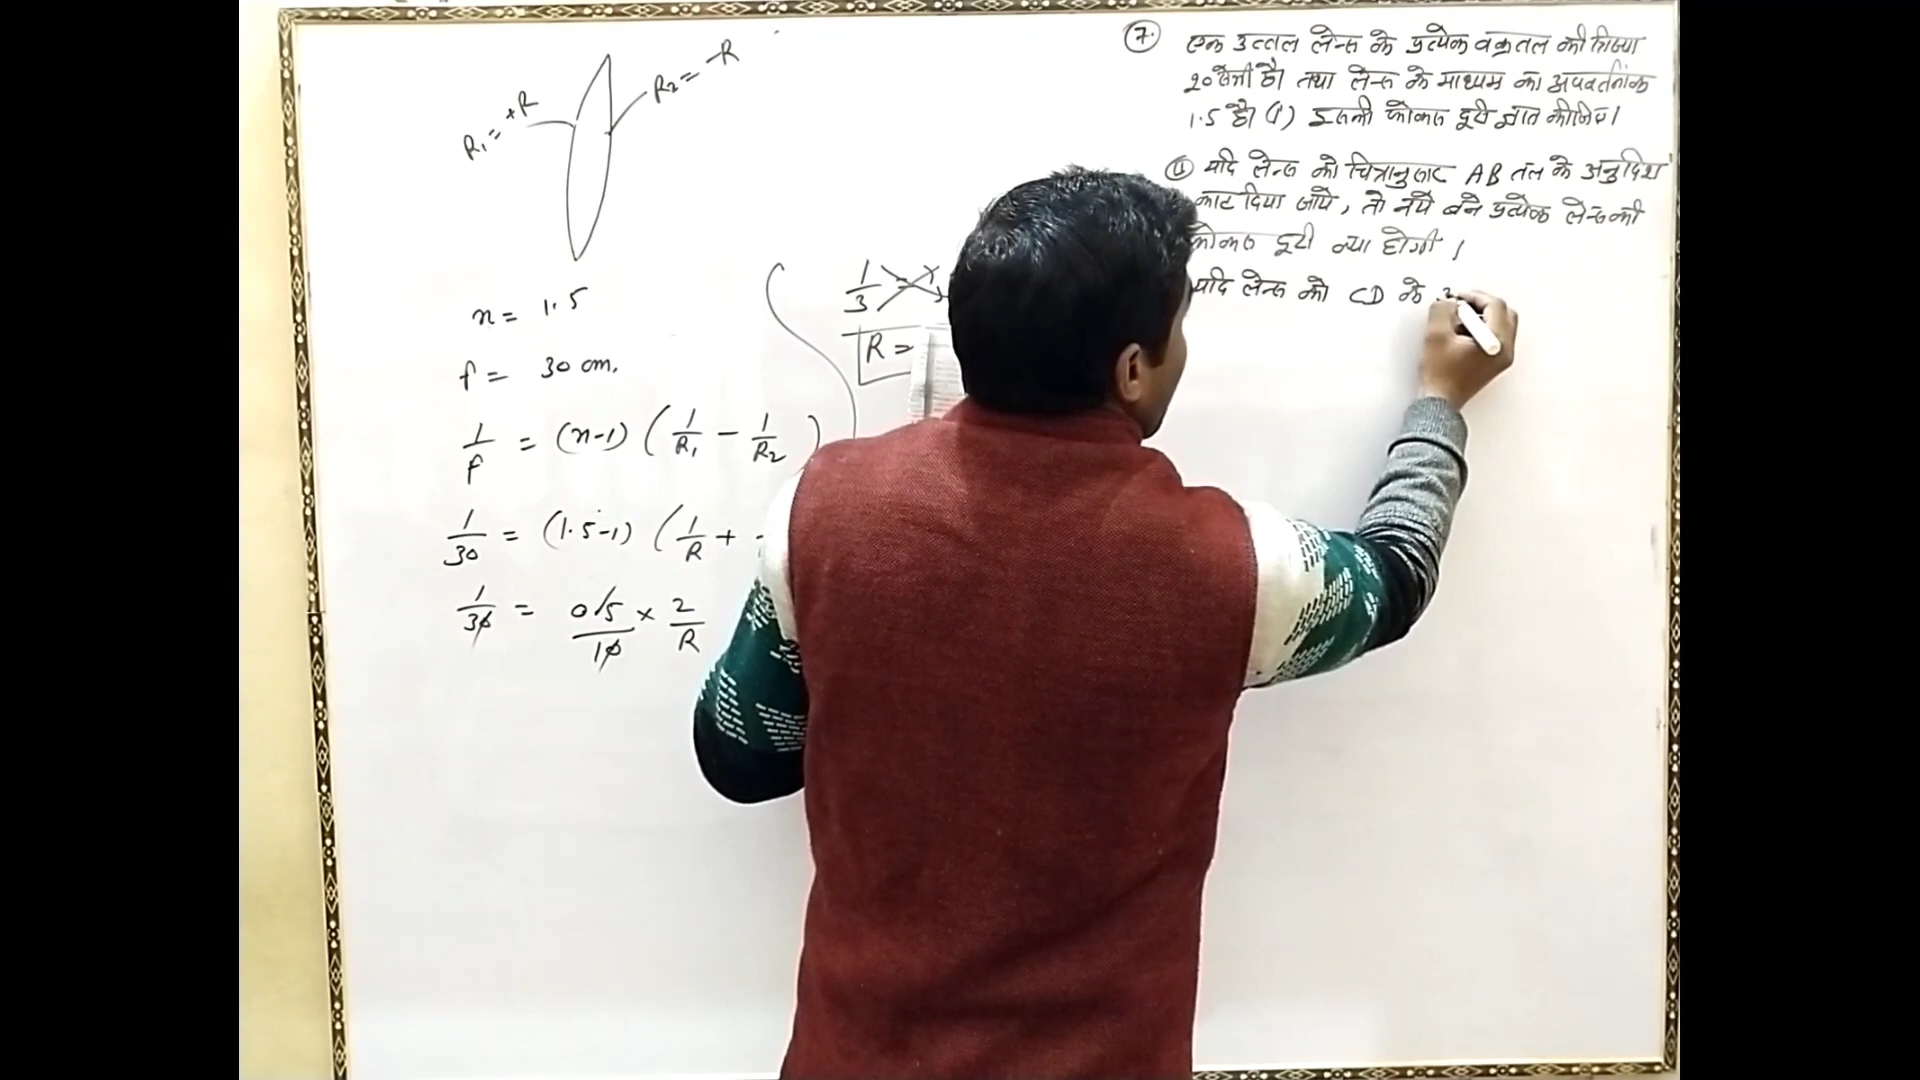 R₁ = +R
R₂ = -R
n = 1.5
f = 30 cm.
1/f = (n-1) (1/R₁ - 1/R₂)
1/30 = (1.5-1) (1/R +
1/30 = 0.5/10 × 2/R
1/3 =
R =
7. एक उत्तल लेन्स के प्रत्येक वक्रतल की त्रिज्या
20 सेमी है। तथा लेन्स के माध्यम का अपवर्तनांक
1.5 है। (i) इसकी फोकस दूरी ज्ञात कीजिए।
(ii) यदि लेन्स को चित्रानुसार AB तल के अनुदिश
काट दिया जाये, तो नये बने प्रत्येक लेन्स की
फोकस दूरी क्या होगी।
यदि लेन्स को CD के